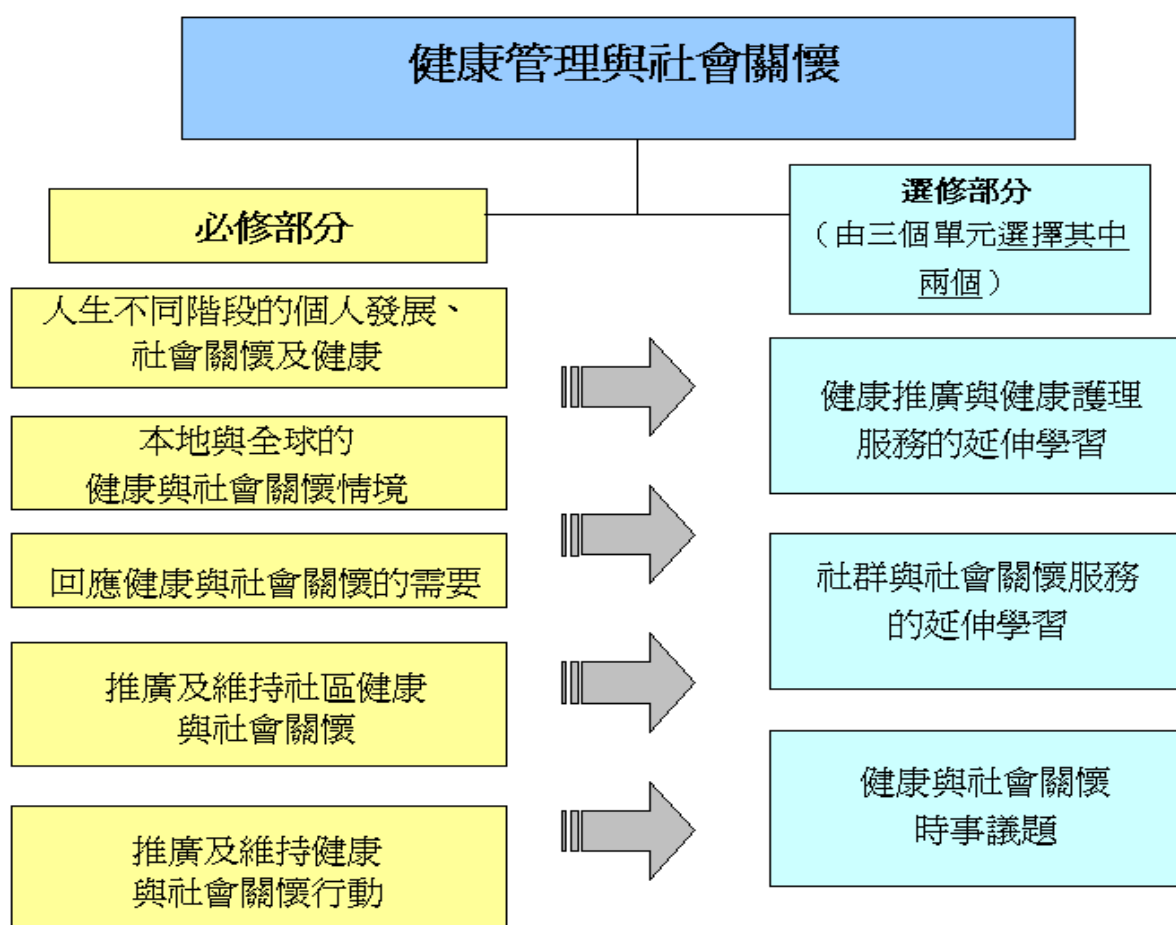 健康管理與社會關懷
必修部分
人生不同階段的個人發展、
社會關懷及健康
本地與全球的
健康與社會關懷情境
回應健康與社會關懷的需要
推廣及維持社區健康
與社會關懷
推廣及維持健康
與社會關懷行動
選修部分
（由三個單元選擇其中
兩個）
健康推廣與健康護理
服務的延伸學習
社群與社會關懷服務
的延伸學習
健康與社會關懷
時事議題